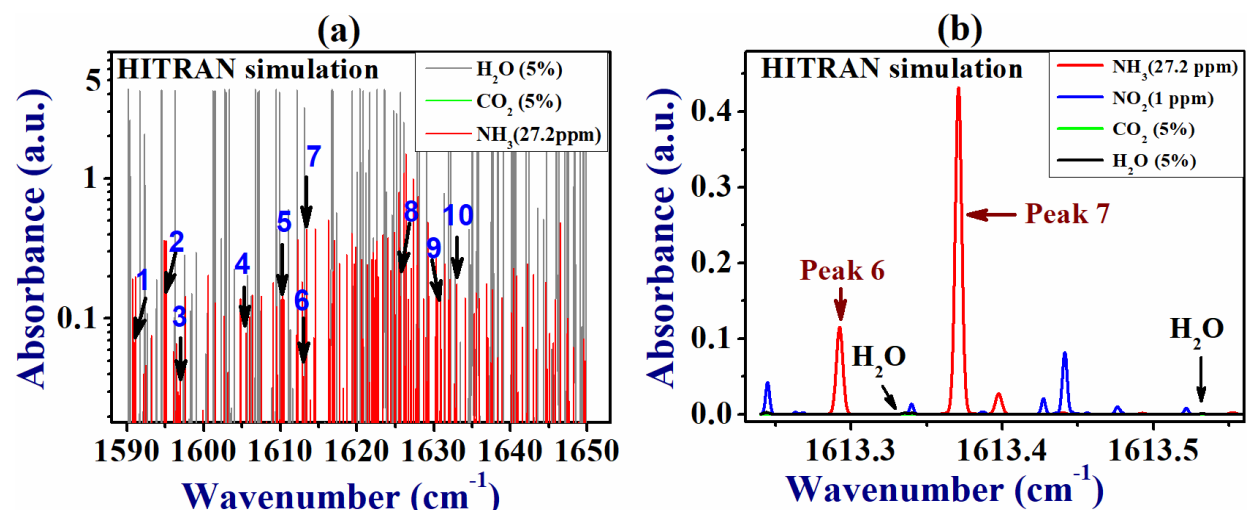 (a)
HITRAN simulation
H₂O (5%)
CO₂ (5%)
NH₃(27.2ppm)
5
1
0.1
1
2
3
4
5
6
7
8
9
10
1590 1600 1610 1620 1630 1640 1650
Wavenumber (cm⁻¹)
Absorbance (a.u.)
(b)
HITRAN simulation
NH₃(27.2 ppm)
NO₂(1 ppm)
CO₂ (5%)
H₂O (5%)
0.4
0.3
0.2
0.1
0.0
Peak 7
Peak 6
H₂O
H₂O
1613.3 1613.4 1613.5
Wavenumber (cm⁻¹)
Absorbance (a.u.)